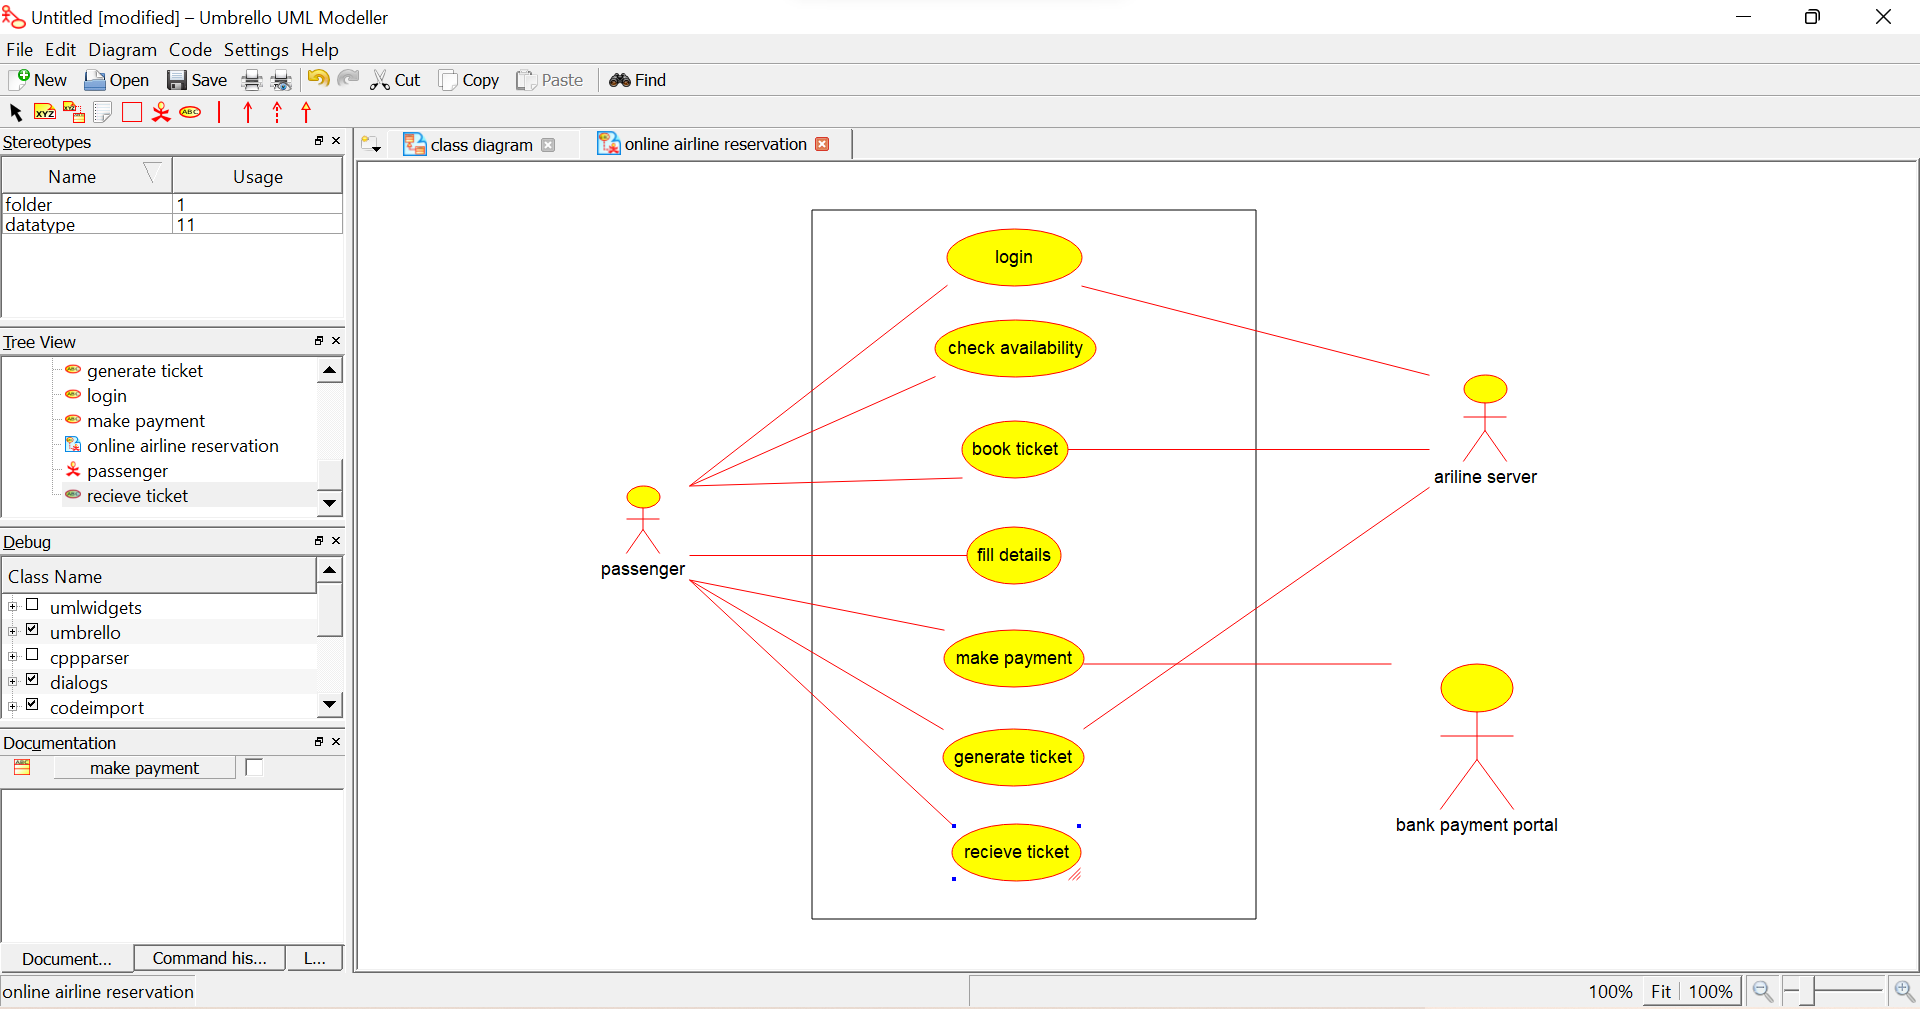 Untitled [modified] – Umbrello UML Modeller
File Edit Diagram Code Settings Help
New Open Save Cut Copy Paste Find
XYZ XYZ ABC
Stereotypes
Name Usage
folder 1
datatype 11
Tree View
generate ticket
login
make payment
online airline reservation
passenger
recieve ticket
Debug
Class Name
umlwidgets
umbrello
cppparser
dialogs
codeimport
Documentation
make payment
Document... Command his... L...
class diagram online airline reservation
login
check availability
book ticket
ariline server
fill details
passenger
make payment
generate ticket
bank payment portal
recieve ticket
online airline reservation 100% Fit 100%